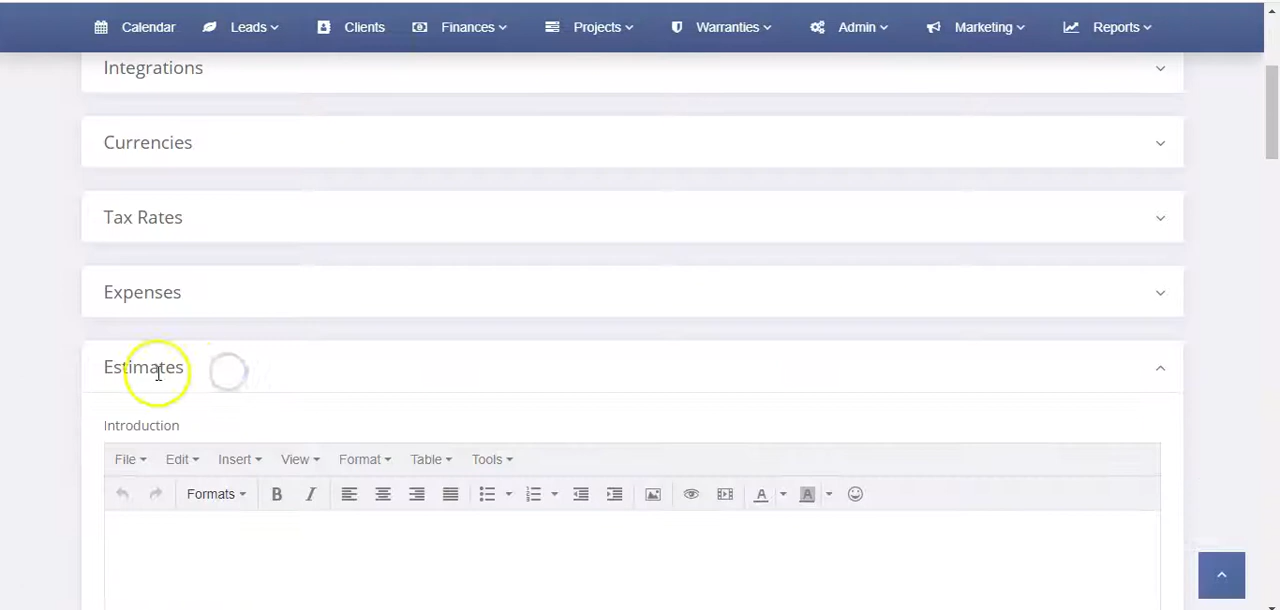 Calendar Leads Clients Finances Projects Warranties Admin Marketing Reports
Integrations
Currencies
Tax Rates
Expenses
Estimates
Introduction
File Edit Insert View Format Table Tools
Formats B I A A